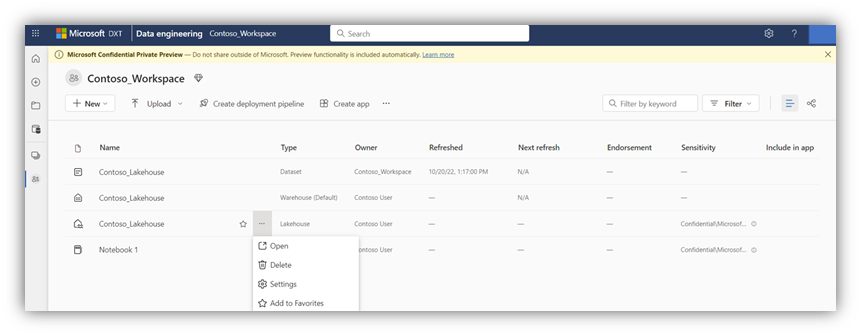 Microsoft DXT Data engineering Contoso_Workspace Search ?
Microsoft Confidential Private Preview — Do not share outside of Microsoft. Preview functionality is included automatically. Learn more
Contoso_Workspace
+ New Upload Create deployment pipeline Create app ... Filter by keyword Filter
Name Type Owner Refreshed Next refresh Endorsement Sensitivity Include in app
Contoso_Lakehouse Dataset Contoso_Workspace 10/20/22, 1:17:00 PM N/A — —
Contoso_Lakehouse Warehouse (Default) Contoso User — N/A — —
Contoso_Lakehouse ... Lakehouse Contoso User — — — Confidential\Microsof...
Notebook 1 ontoso User — — — Confidential\Microsof...
Open
Delete
Settings
Add to Favorites